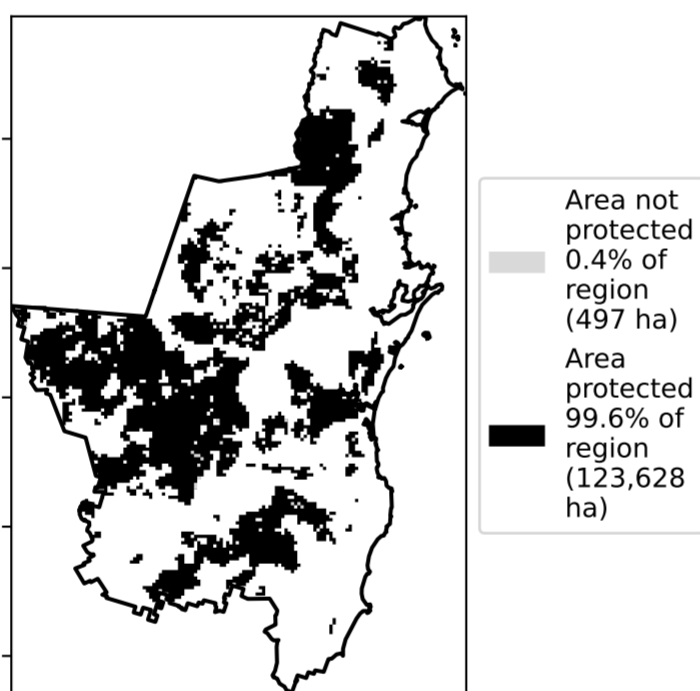 Area not
protected
0.4% of
region
(497 ha)
Area
protected
99.6% of
region
(123,628
ha)